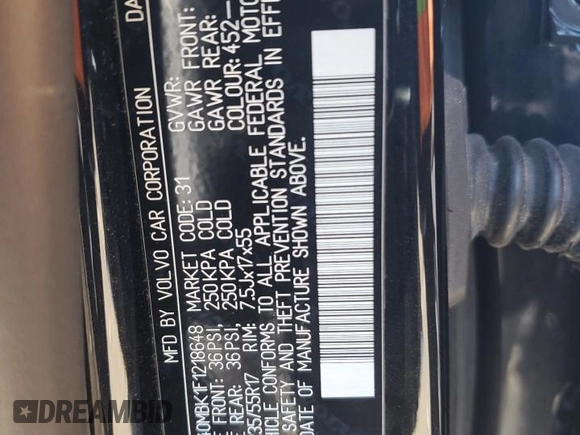 MFD BY VOLVO CAR CORPORATION DA
GVWR:
GAWR FRONT:
MARKET CODE: 31 GAWR REAR:
FRONT: 36PSI, 250KPA COLD COLOUR: 452-
REAR: 36PSI, 250KPA COLD
35/55R17 RIM: 7.5Jx17x55
CONFORMS TO ALL APPLICABLE FEDERAL MOTO
SAFETY AND THEFT PREVENTION STANDARDS IN EFFE
DATE OF MANUFACTURE SHOWN ABOVE.
DREAMBID